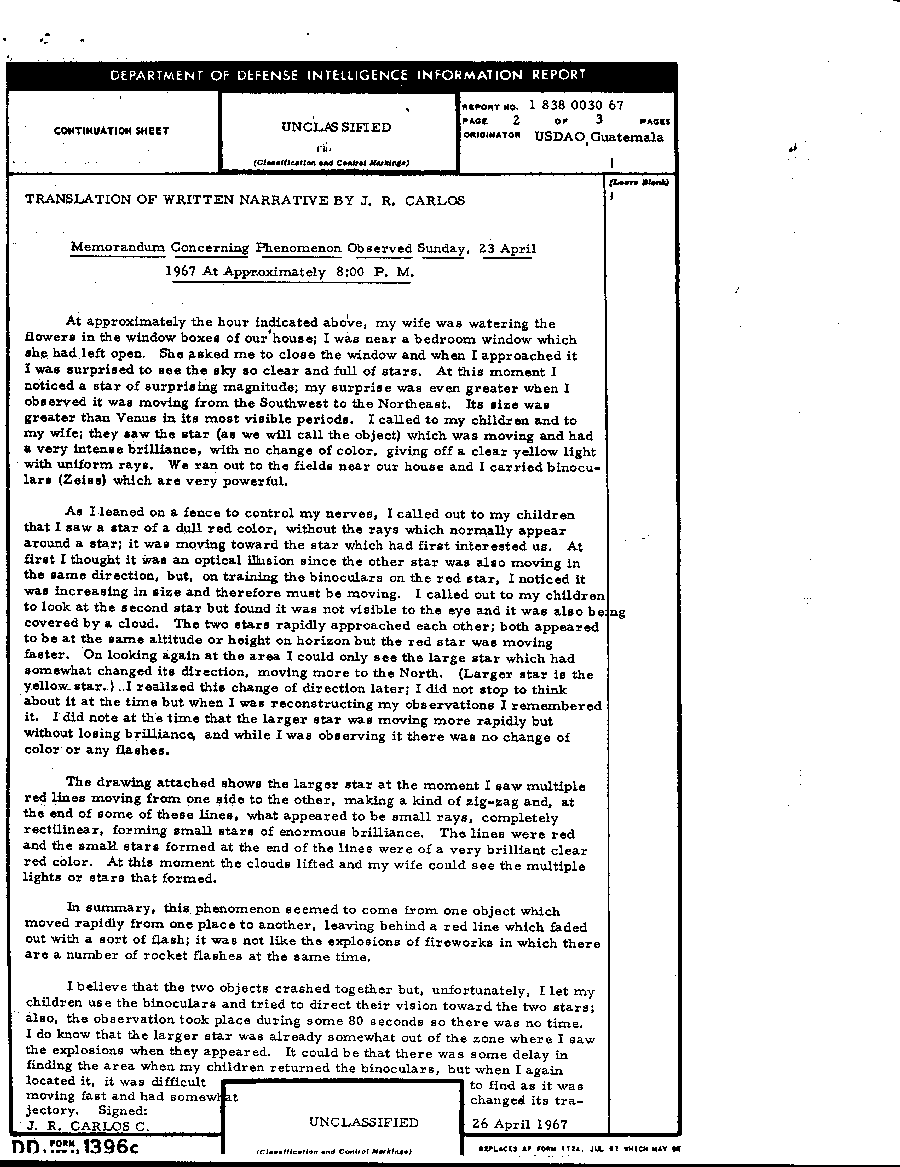 DEPARTMENT OF DEFENSE INTELLIGENCE INFORMATION REPORT
CONTINUATION SHEET
UNCLASSIFIED
(Classification and Control Markings)
REPORT NO. 1 838 0030 67
PAGE 2 OF 3 PAGES
ORIGINATOR USDAO, Guatemala
(Leave Blank)
TRANSLATION OF WRITTEN NARRATIVE BY J. R. CARLOS
Memorandum Concerning Phenomenon Observed Sunday, 23 April
1967 At Approximately 8:00 P. M.
At approximately the hour indicated above, my wife was watering the
flowers in the window boxes of our house; I was near a bedroom window which
she had left open. She asked me to close the window and when I approached it
I was surprised to see the sky so clear and full of stars. At this moment I
noticed a star of surprising magnitude; my surprise was even greater when I
observed it was moving from the Southwest to the Northeast. Its size was
greater than Venus in its most visible periods. I called to my children and to
my wife; they saw the star (as we will call the object) which was moving and had
a very intense brilliance, with no change of color, giving off a clear yellow light
with uniform rays. We ran out to the fields near our house and I carried binocu-
lars (Zeiss) which are very powerful.
As I leaned on a fence to control my nerves, I called out to my children
that I saw a star of a dull red color, without the rays which normally appear
around a star; it was moving toward the star which had first interested us. At
first I thought it was an optical illusion since the other star was also moving in
the same direction, but, on training the binoculars on the red star, I noticed it
was increasing in size and therefore must be moving. I called out to my children
to look at the second star but found it was not visible to the eye and it was also being
covered by a cloud. The two stars rapidly approached each other; both appeared
to be at the same altitude or height on horizon but the red star was moving
faster. On looking again at the area I could only see the large star which had
somewhat changed its direction, moving more to the North. (Larger star is the
yellow star.) I realized this change of direction later; I did not stop to think
about it at the time but when I was reconstructing my observations I remembered
it. I did note at the time that the larger star was moving more rapidly but
without losing brilliance, and while I was observing it there was no change of
color or any flashes.
The drawing attached shows the larger star at the moment I saw multiple
red lines moving from one side to the other, making a kind of zig-zag and, at
the end of some of these lines, what appeared to be small rays, completely
rectilinear, forming small stars of enormous brilliance. The lines were red
and the small stars formed at the end of the lines were of a very brilliant clear
red color. At this moment the clouds lifted and my wife could see the multiple
lights or stars that formed.
In summary, this phenomenon seemed to come from one object which
moved rapidly from one place to another, leaving behind a red line which faded
out with a sort of flash; it was not like the explosions of fireworks in which there
are a number of rocket flashes at the same time.
I believe that the two objects crashed together but, unfortunately, I let my
children use the binoculars and tried to direct their vision toward the two stars;
also, the observation took place during some 80 seconds so there was no time.
I do know that the larger star was already somewhat out of the zone where I saw
the explosions when they appeared. It could be that there was some delay in
finding the area when my children returned the binoculars, but when I again
located it, it was difficult to find as it was
moving fast and had somewhat changed its tra-
jectory. Signed:
J. R. CARLOS C.
UNCLASSIFIED
26 April 1967
DD FORM 1396c
(Classification and Control Markings)
REPLACES AF FORM 112A, JUL 61 WHICH MAY BE